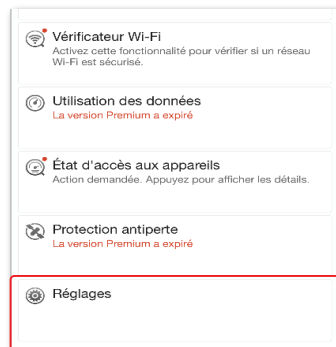 Vérificateur Wi-Fi
Activez cette fonctionnalité pour vérifier si un réseau
Wi-Fi est sécurisé.
Utilisation des données
La version Premium a expiré
État d'accès aux appareils
Action demandée. Appuyez pour afficher les détails.
Protection antiperte
La version Premium a expiré
Réglages